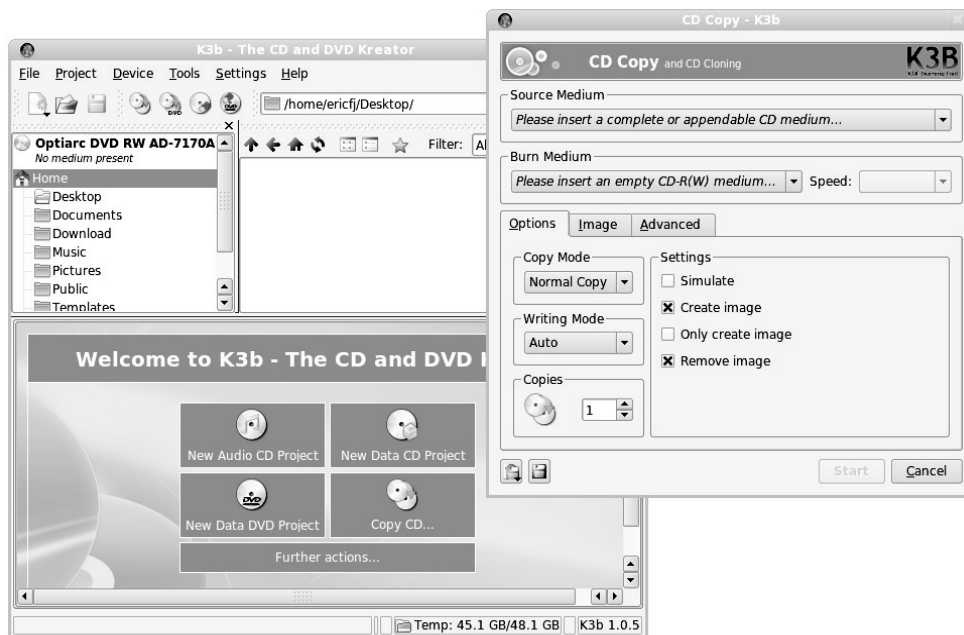 K3b - The CD and DVD Kreator
File Project Device Tools Settings Help
/home/ericfj/Desktop/
Optiarc DVD RW AD-7170A
No medium present
Filter:
Home
Desktop
Documents
Download
Music
Pictures
Public
Templates
Welcome to K3b - The CD and DVD
New Audio CD Project
New Data CD Project
DVD
New Data DVD Project
Copy CD...
Further actions...
Temp: 45.1 GB/48.1 GB
K3b 1.0.5
CD Copy - K3b
CD Copy and CD Cloning
K3B
Source Medium
Please insert a complete or appendable CD medium...
Burn Medium
Please insert an empty CD-R(W) medium...
Speed:
Options Image Advanced
Copy Mode
Normal Copy
Writing Mode
Auto
Copies
1
Settings
Simulate
Create image
Only create image
Remove image
Start
Cancel